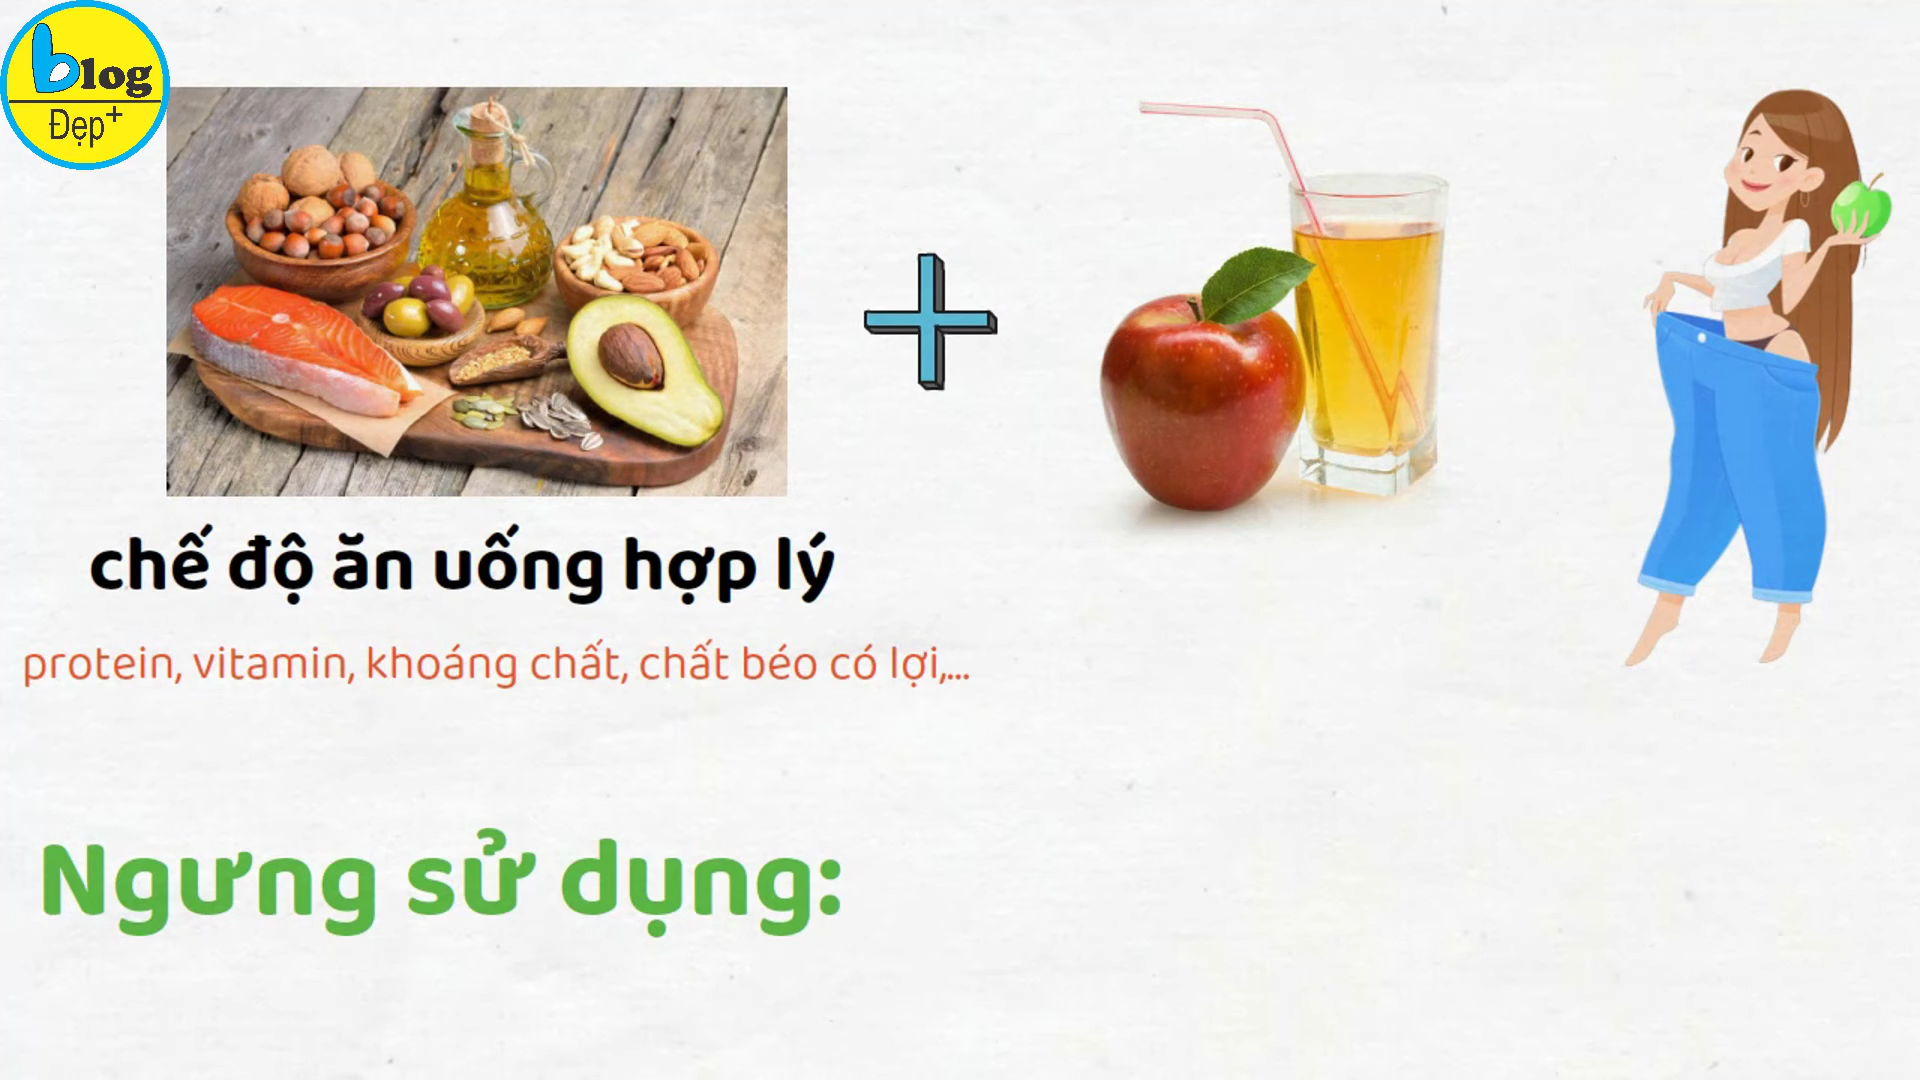 blog
Đẹp+
chế độ ăn uống hợp lý
protein, vitamin, khoáng chất, chất béo có lợi,...
Ngưng sử dụng: